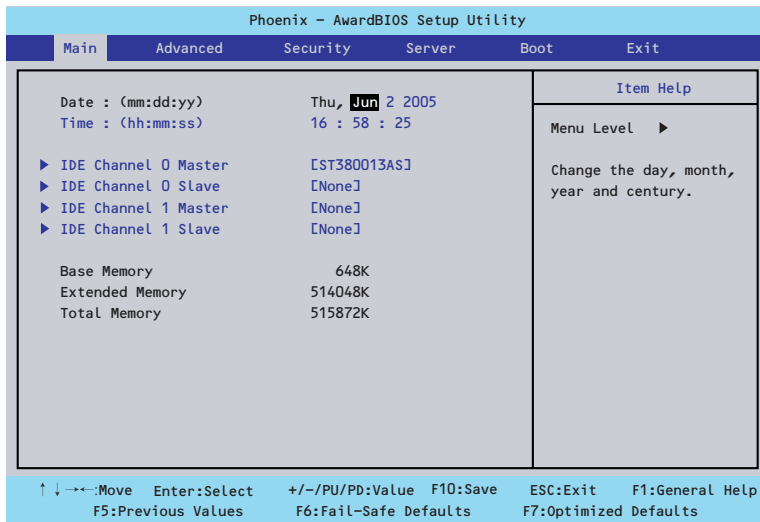 Phoenix – AwardBIOS Setup Utility
Main Advanced Security Server Boot Exit
Date : (mm:dd:yy) Thu, Jun 2 2005
Time : (hh:mm:ss) 16 : 58 : 25
▶ IDE Channel 0 Master [ST380013AS]
▶ IDE Channel 0 Slave [None]
▶ IDE Channel 1 Master [None]
▶ IDE Channel 1 Slave [None]
Base Memory 648K
Extended Memory 514048K
Total Memory 515872K
Item Help
Menu Level ▶
Change the day, month,
year and century.
↑↓→←:Move Enter:Select +/–/PU/PD:Value F10:Save ESC:Exit F1:General Help
F5:Previous Values F6:Fail–Safe Defaults F7:Optimized Defaults